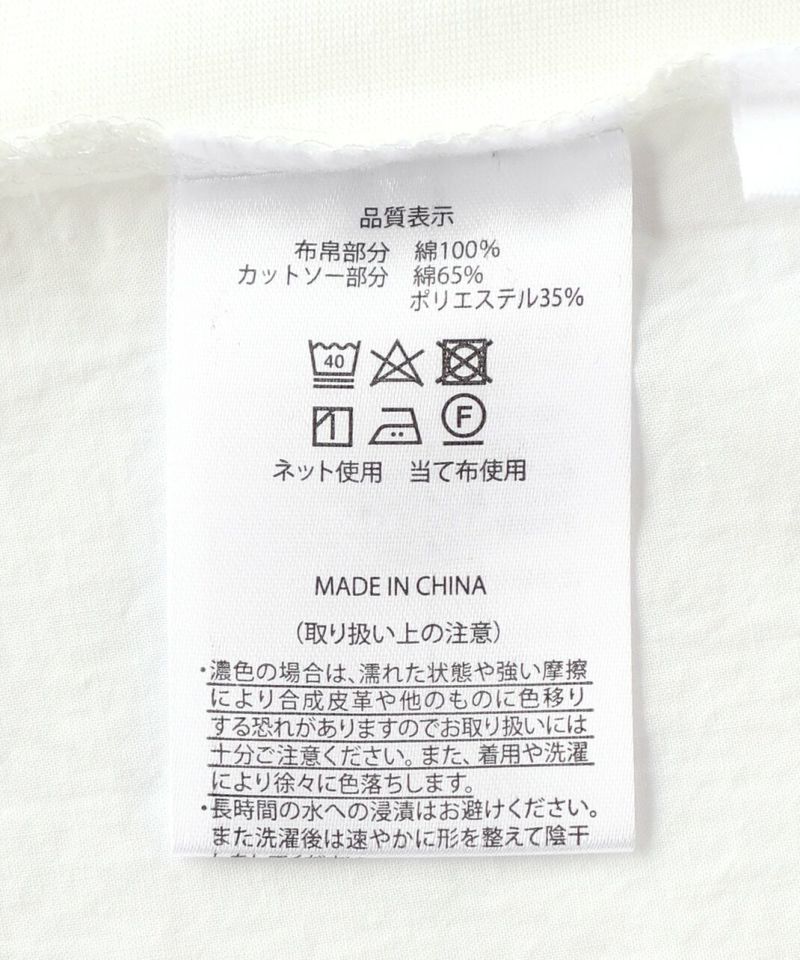 品質表示
布帛部分 綿100%
カットソー部分 綿65%
ポリエステル35%
40
F
ネット使用 当て布使用
MADE IN CHINA
(取り扱い上の注意)
・濃色の場合は、濡れた状態や強い摩擦
により合成皮革や他のものに色移り
する恐れがありますのでお取り扱いには
十分ご注意ください。また、着用や洗濯
により徐々に色落ちします。
・長時間の水への浸漬はお避けください。
また洗濯後は速やかに形を整えて陰干